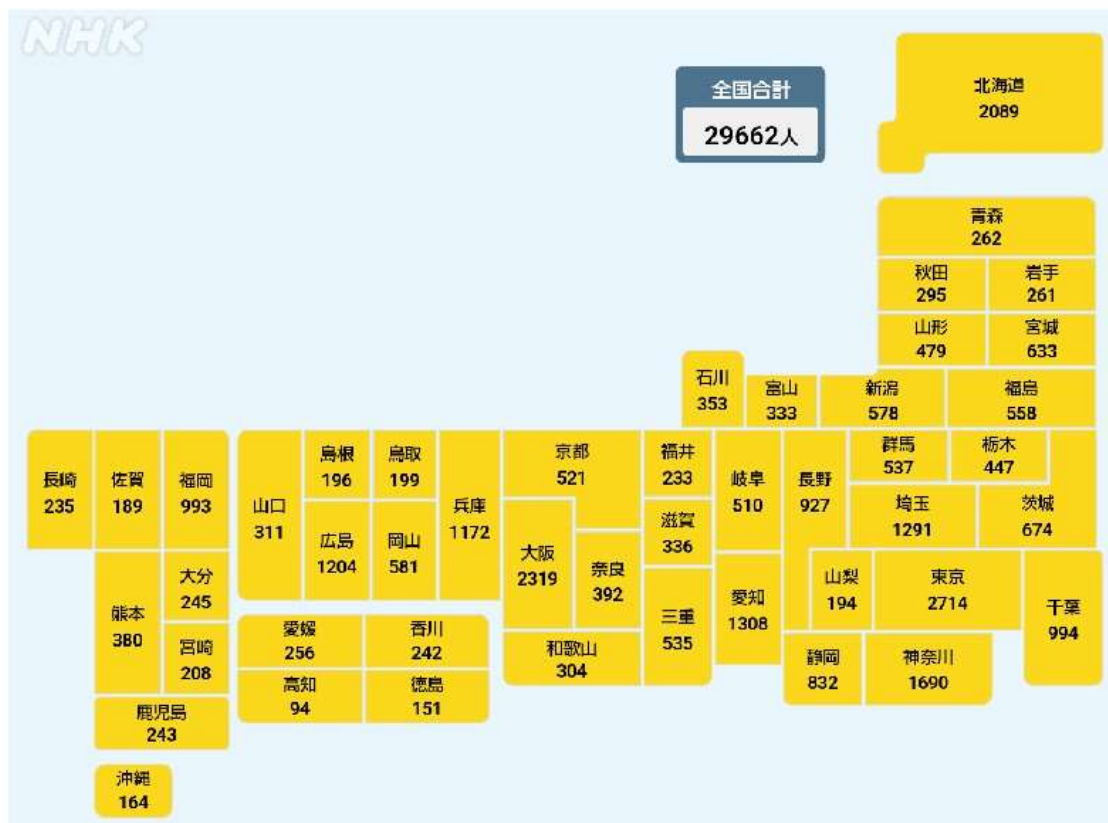 NHK
全国合計
29662人
北海道
2089
青森
262
秋田
295
岩手
261
山形
479
宮城
633
石川
353
富山
333
新潟
578
福島
558
長崎
235
佐賀
189
福岡
993
山口
311
島根
196
鳥取
199
兵庫
1172
京都
521
福井
233
岐阜
510
長野
927
群馬
537
栃木
447
埼玉
1291
茨城
674
広島
1204
岡山
581
大阪
2319
奈良
392
滋賀
336
熊本
380
大分
245
宮崎
208
三重
535
愛知
1308
山梨
194
東京
2714
千葉
994
愛媛
256
香川
242
和歌山
304
静岡
832
神奈川
1690
高知
94
徳島
151
鹿児島
243
沖縄
164